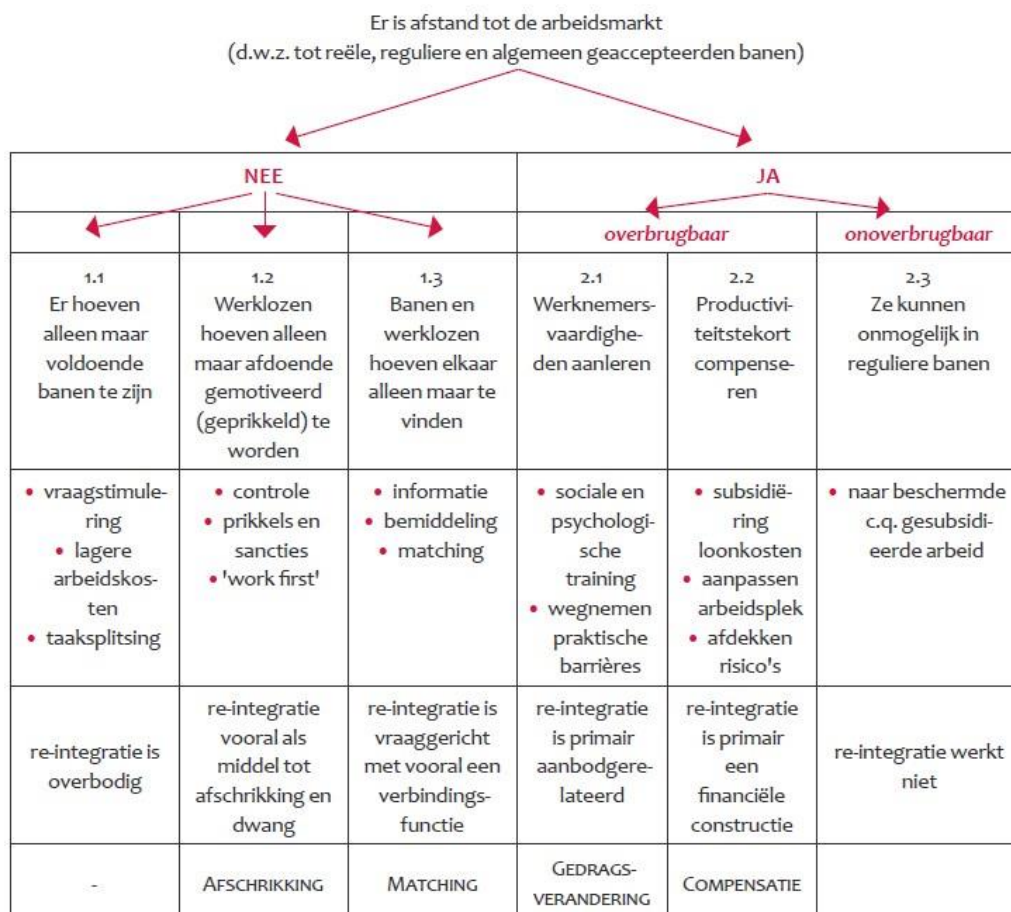 Er is afstand tot de arbeidsmarkt
(d.w.z. tot reële, reguliere en algemeen geaccepteerden banen)
NEE
JA
overbrugbaar
onoverbrugbaar
1.1
Er hoeven
alleen maar
voldoende
banen te zijn
1.2
Werklozen
hoeven alleen
maar afdoende
gemotiveerd
(geprikkeld) te
worden
1.3
Banen en
werklozen
hoeven elkaar
alleen maar te
vinden
2.1
Werknemers-
vaardighe-
den aanleren
2.2
Productivi-
teitstekort
compense-
ren
2.3
Ze kunnen
onmogelijk in
reguliere banen
• vraagstimule-
ring
• lagere
arbeidskos-
ten
• taaksplitsing
• controle
• prikkels en
sancties
• 'work first'
• informatie
• bemiddeling
• matching
• sociale en
psychologi-
sche
training
• wegnemen
praktische
barrières
• subsidië-
ring
loonkosten
• aanpassen
arbeidsplek
• afdekken
risico's
• naar beschermde
c.q. gesubsidi-
eerde arbeid
re-integratie is
overbodig
re-integratie
vooral als
middel tot
afschrikking en
dwang
re-integratie is
vraaggericht
met vooral een
verbindings-
functie
re-integratie
is primair
aanbodgere-
lateerd
re-integratie
is primair
een
financiële
constructie
re-integratie werkt
niet
-
AFSCHRIKKING
MATCHING
GEDRAGS-
VERANDERING
COMPENSATIE